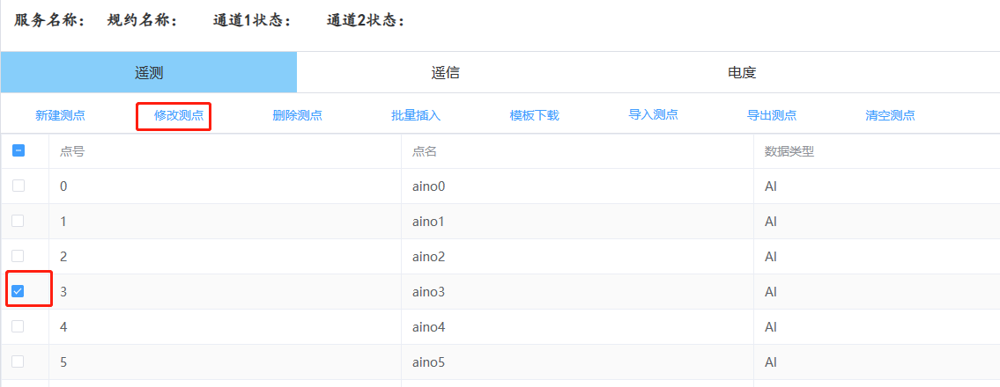 服务名称： 规约名称： 通道1状态： 通道2状态：
遥测 遥信 电度
新建测点 修改测点 删除测点 批量插入 模板下载 导入测点 导出测点 清空测点
点号 点名 数据类型
0 aino0 AI
1 aino1 AI
2 aino2 AI
3 aino3 AI
4 aino4 AI
5 aino5 AI